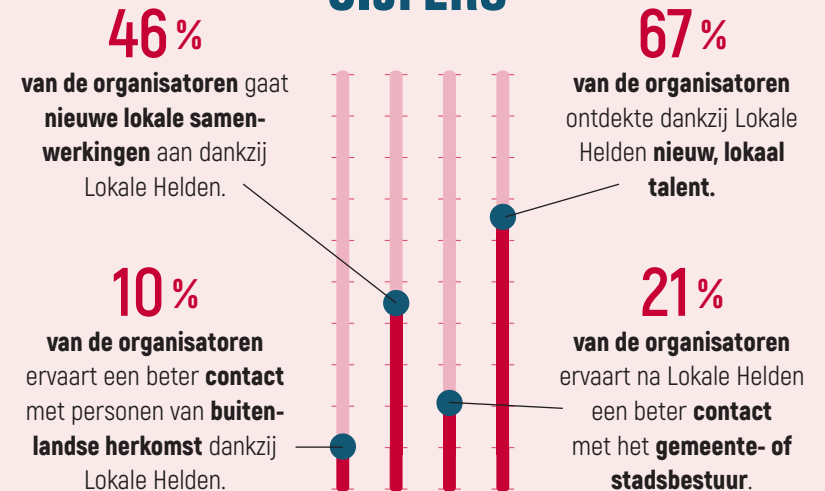 46 %
van de organisatoren gaat
nieuwe lokale samen-
werkingen aan dankzij
Lokale Helden.
67 %
van de organisatoren
ontdekte dankzij Lokale
Helden nieuw, lokaal
talent.
10 %
van de organisatoren
ervaart een beter contact
met personen van buiten-
landse herkomst dankzij
Lokale Helden.
21 %
van de organisatoren
ervaart na Lokale Helden
een beter contact
met het gemeente- of
stadsbestuur.